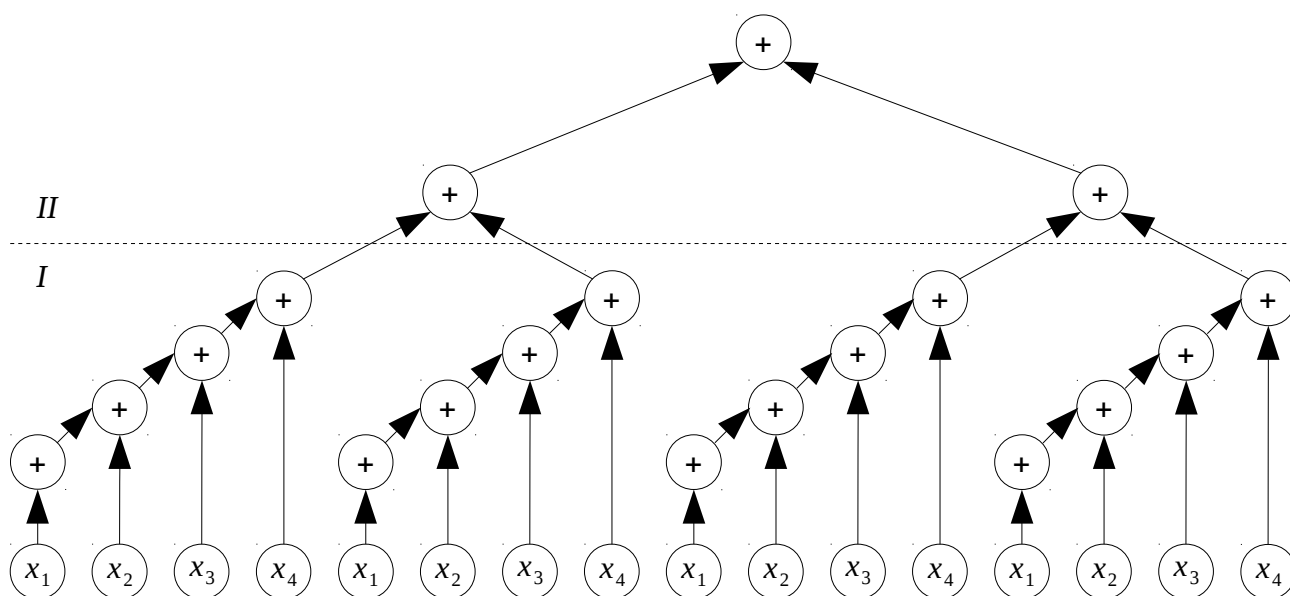 +
+ +
II
I
+ + + +
+ + + +
+ + + +
+ + + +
x₁ x₂ x₃ x₄ x₁ x₂ x₃ x₄ x₁ x₂ x₃ x₄ x₁ x₂ x₃ x₄